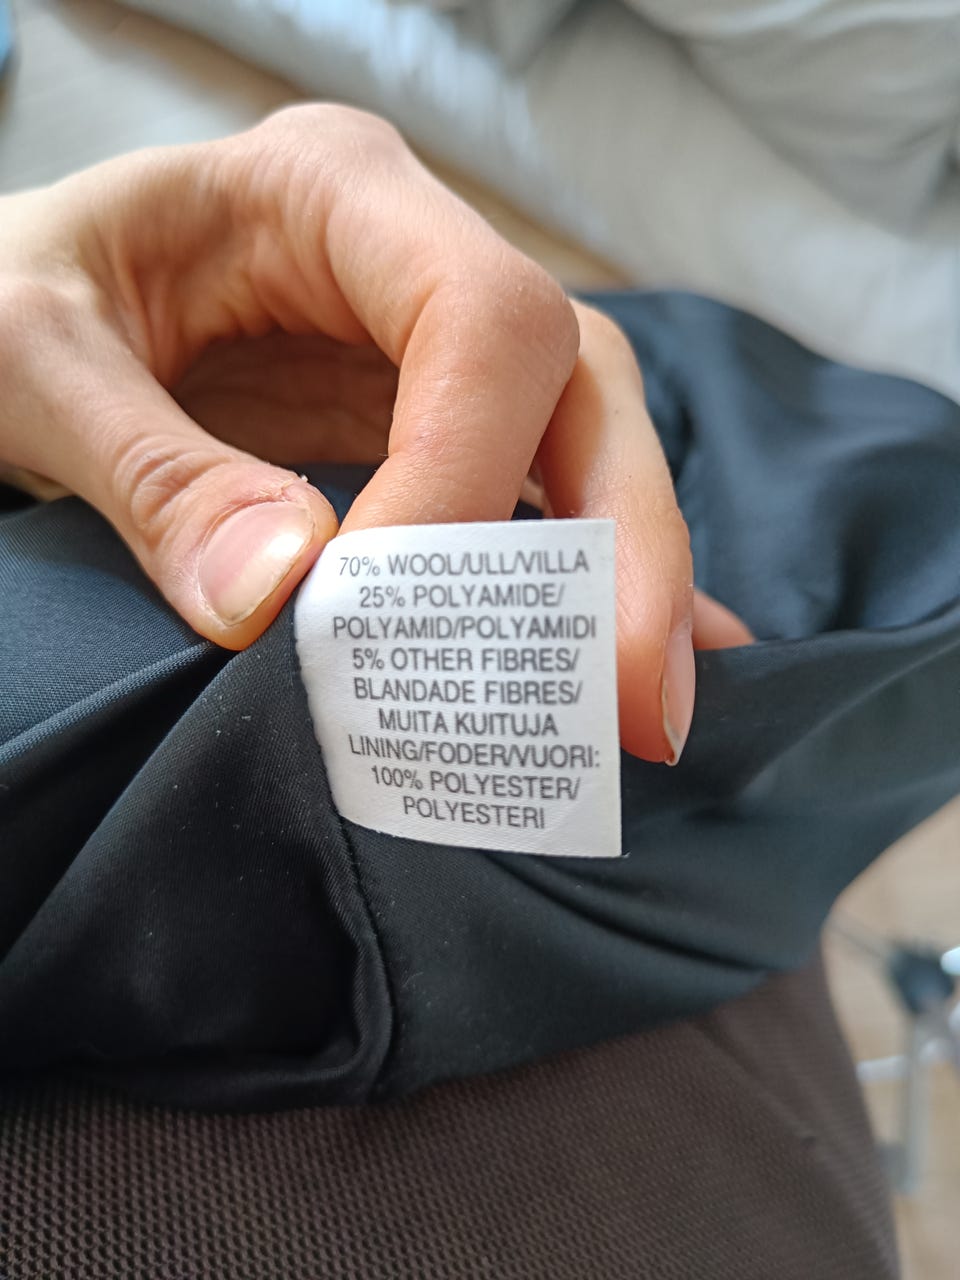 70% WOOL/ULL/VILLA
25% POLYAMIDE/
POLYAMID/POLYAMIDI
5% OTHER FIBRES/
BLANDADE FIBRES/
MUITA KUITUJA
LINING/FODER/VUORI:
100% POLYESTER/
POLYESTERI